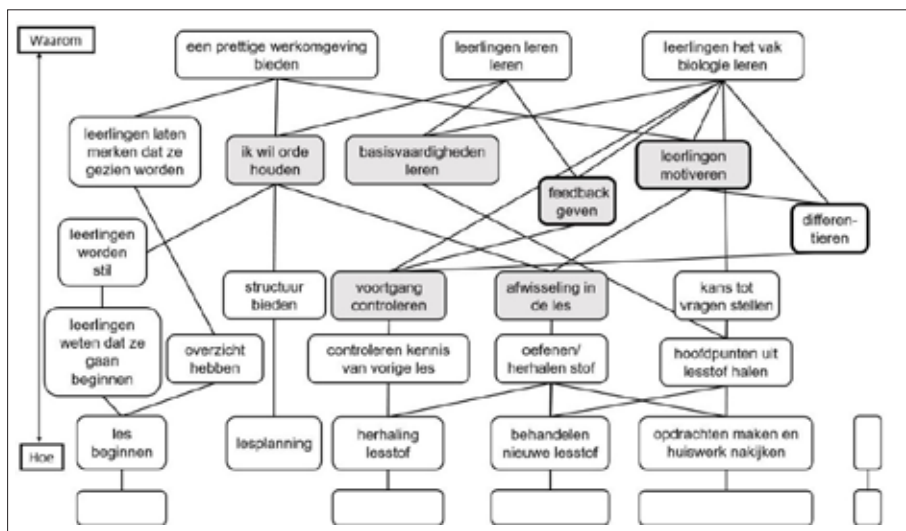 Waarom
een prettige werkomgeving
bieden
leerlingen leren
leren
leerlingen het vak
biologie leren
leerlingen laten
merken dat ze
gezien worden
ik wil orde
houden
basisvaardigheden
leren
leerlingen
motiveren
feedback
geven
differen-
tiëren
leerlingen
worden
stil
structuur
bieden
voortgang
controleren
afwisseling in
de les
kans tot
vragen stellen
leerlingen
weten dat ze
gaan
beginnen
overzicht
hebben
controleren kennis
van vorige les
oefenen/
herhalen stof
hoofdpunten uit
lesstof halen
Hoe
les
beginnen
lesplanning
herhaling
lesstof
behandelen
nieuwe lesstof
opdrachten maken en
huiswerk nakijken